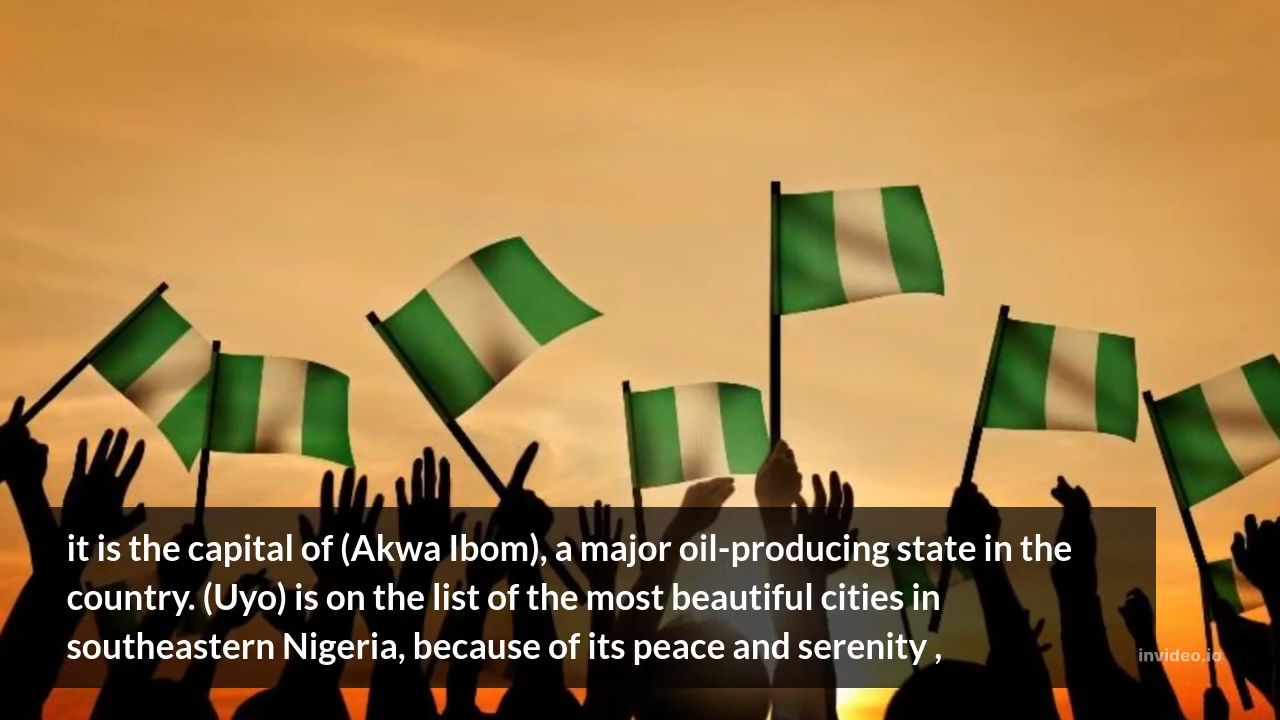 it is the capital of (Akwa Ibom), a major oil-producing state in the
country. (Uyo) is on the list of the most beautiful cities in
southeastern Nigeria, because of its peace and serenity ,
invideo.io